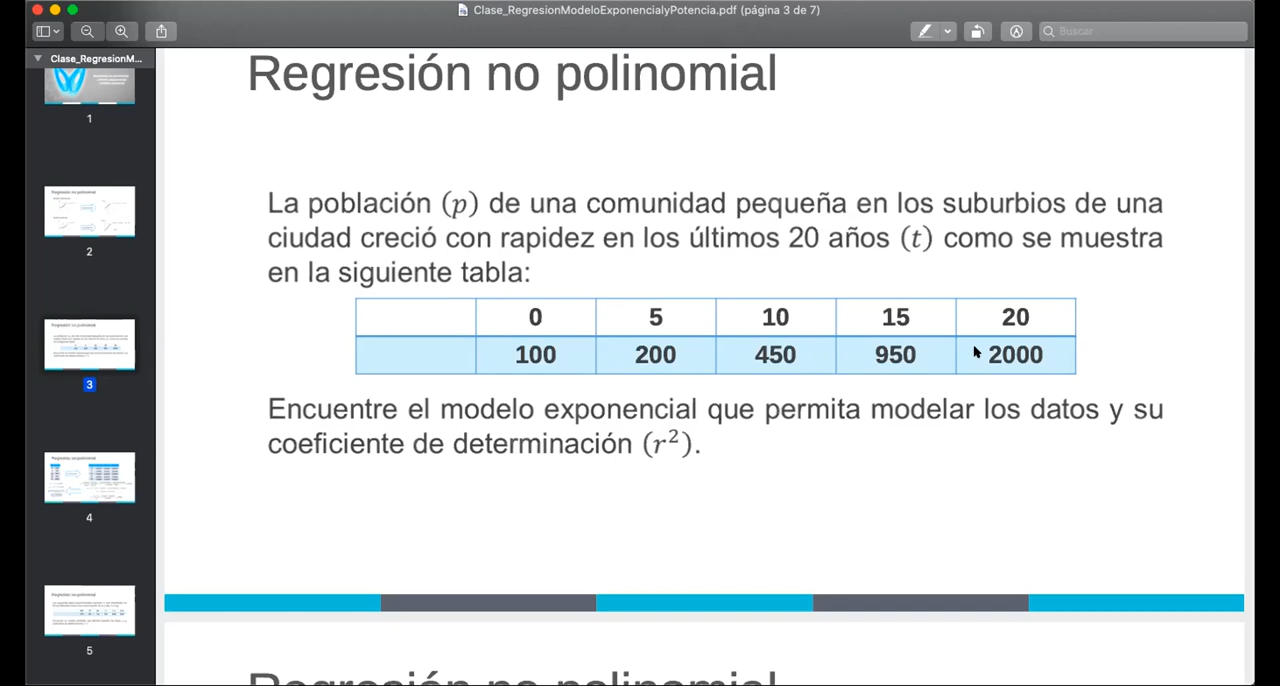 Clase_RegresionModeloExponencialyPotencia.pdf (página 3 de 7)
Buscar
Clase_RegresionM...
1
2
3
4
5
Regresión no polinomial
La población (p) de una comunidad pequeña en los suburbios de una
ciudad creció con rapidez en los últimos 20 años (t) como se muestra
en la siguiente tabla:
0 5 10 15 20
100 200 450 950 2000
Encuentre el modelo exponencial que permita modelar los datos y su
coeficiente de determinación (r²).
Regresión no polinomial